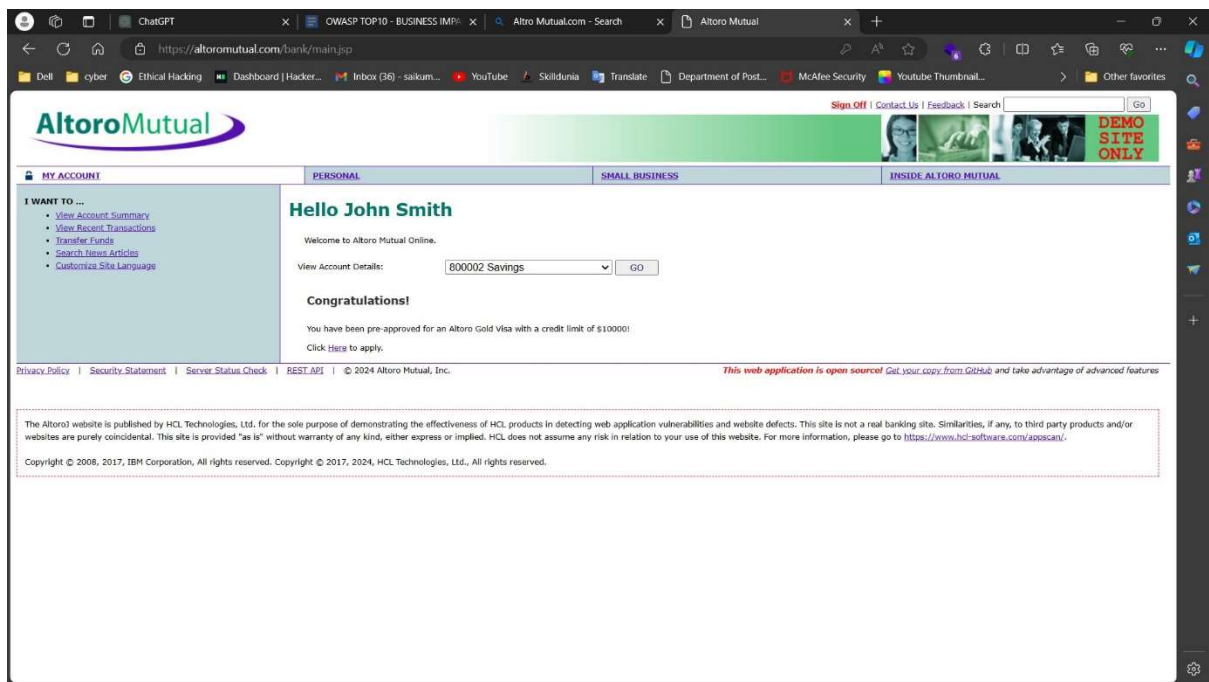 ChatGPT
OWASP TOP10 - BUSINESS IMPA
Altro Mutual.com - Search
Altoro Mutual
https://altoromutual.com/bank/main.jsp
Dell
cyber
Ethical Hacking
Dashboard | Hacker...
Inbox (36) - saikum...
YouTube
Skilldunia
Translate
Department of Post...
McAfee Security
Youtube Thumbnail...
Other favorites
AltoroMutual
Sign Off | Contact Us | Feedback | Search
Go
DEMO
SITE
ONLY
MY ACCOUNT
PERSONAL
SMALL BUSINESS
INSIDE ALTORO MUTUAL
I WANT TO ...
View Account Summary
View Recent Transactions
Transfer Funds
Search News Articles
Customize Site Language
Hello John Smith
Welcome to Altoro Mutual Online.
View Account Details:
800002 Savings
GO
Congratulations!
You have been pre-approved for an Altoro Gold Visa with a credit limit of $10000!
Click Here to apply.
Privacy Policy | Security Statement | Server Status Check | REST API | © 2024 Altoro Mutual, Inc.
This web application is open source! Get your copy from GitHub and take advantage of advanced features
The AltoroJ website is published by HCL Technologies, Ltd. for the sole purpose of demonstrating the effectiveness of HCL products in detecting web application vulnerabilities and website defects. This site is not a real banking site. Similarities, if any, to third party products and/or
websites are purely coincidental. This site is provided "as is" without warranty of any kind, either express or implied. HCL does not assume any risk in relation to your use of this website. For more information, please go to https://www.hcl-software.com/appscan/.
Copyright © 2008, 2017, IBM Corporation, All rights reserved. Copyright © 2017, 2024, HCL Technologies, Ltd., All rights reserved.